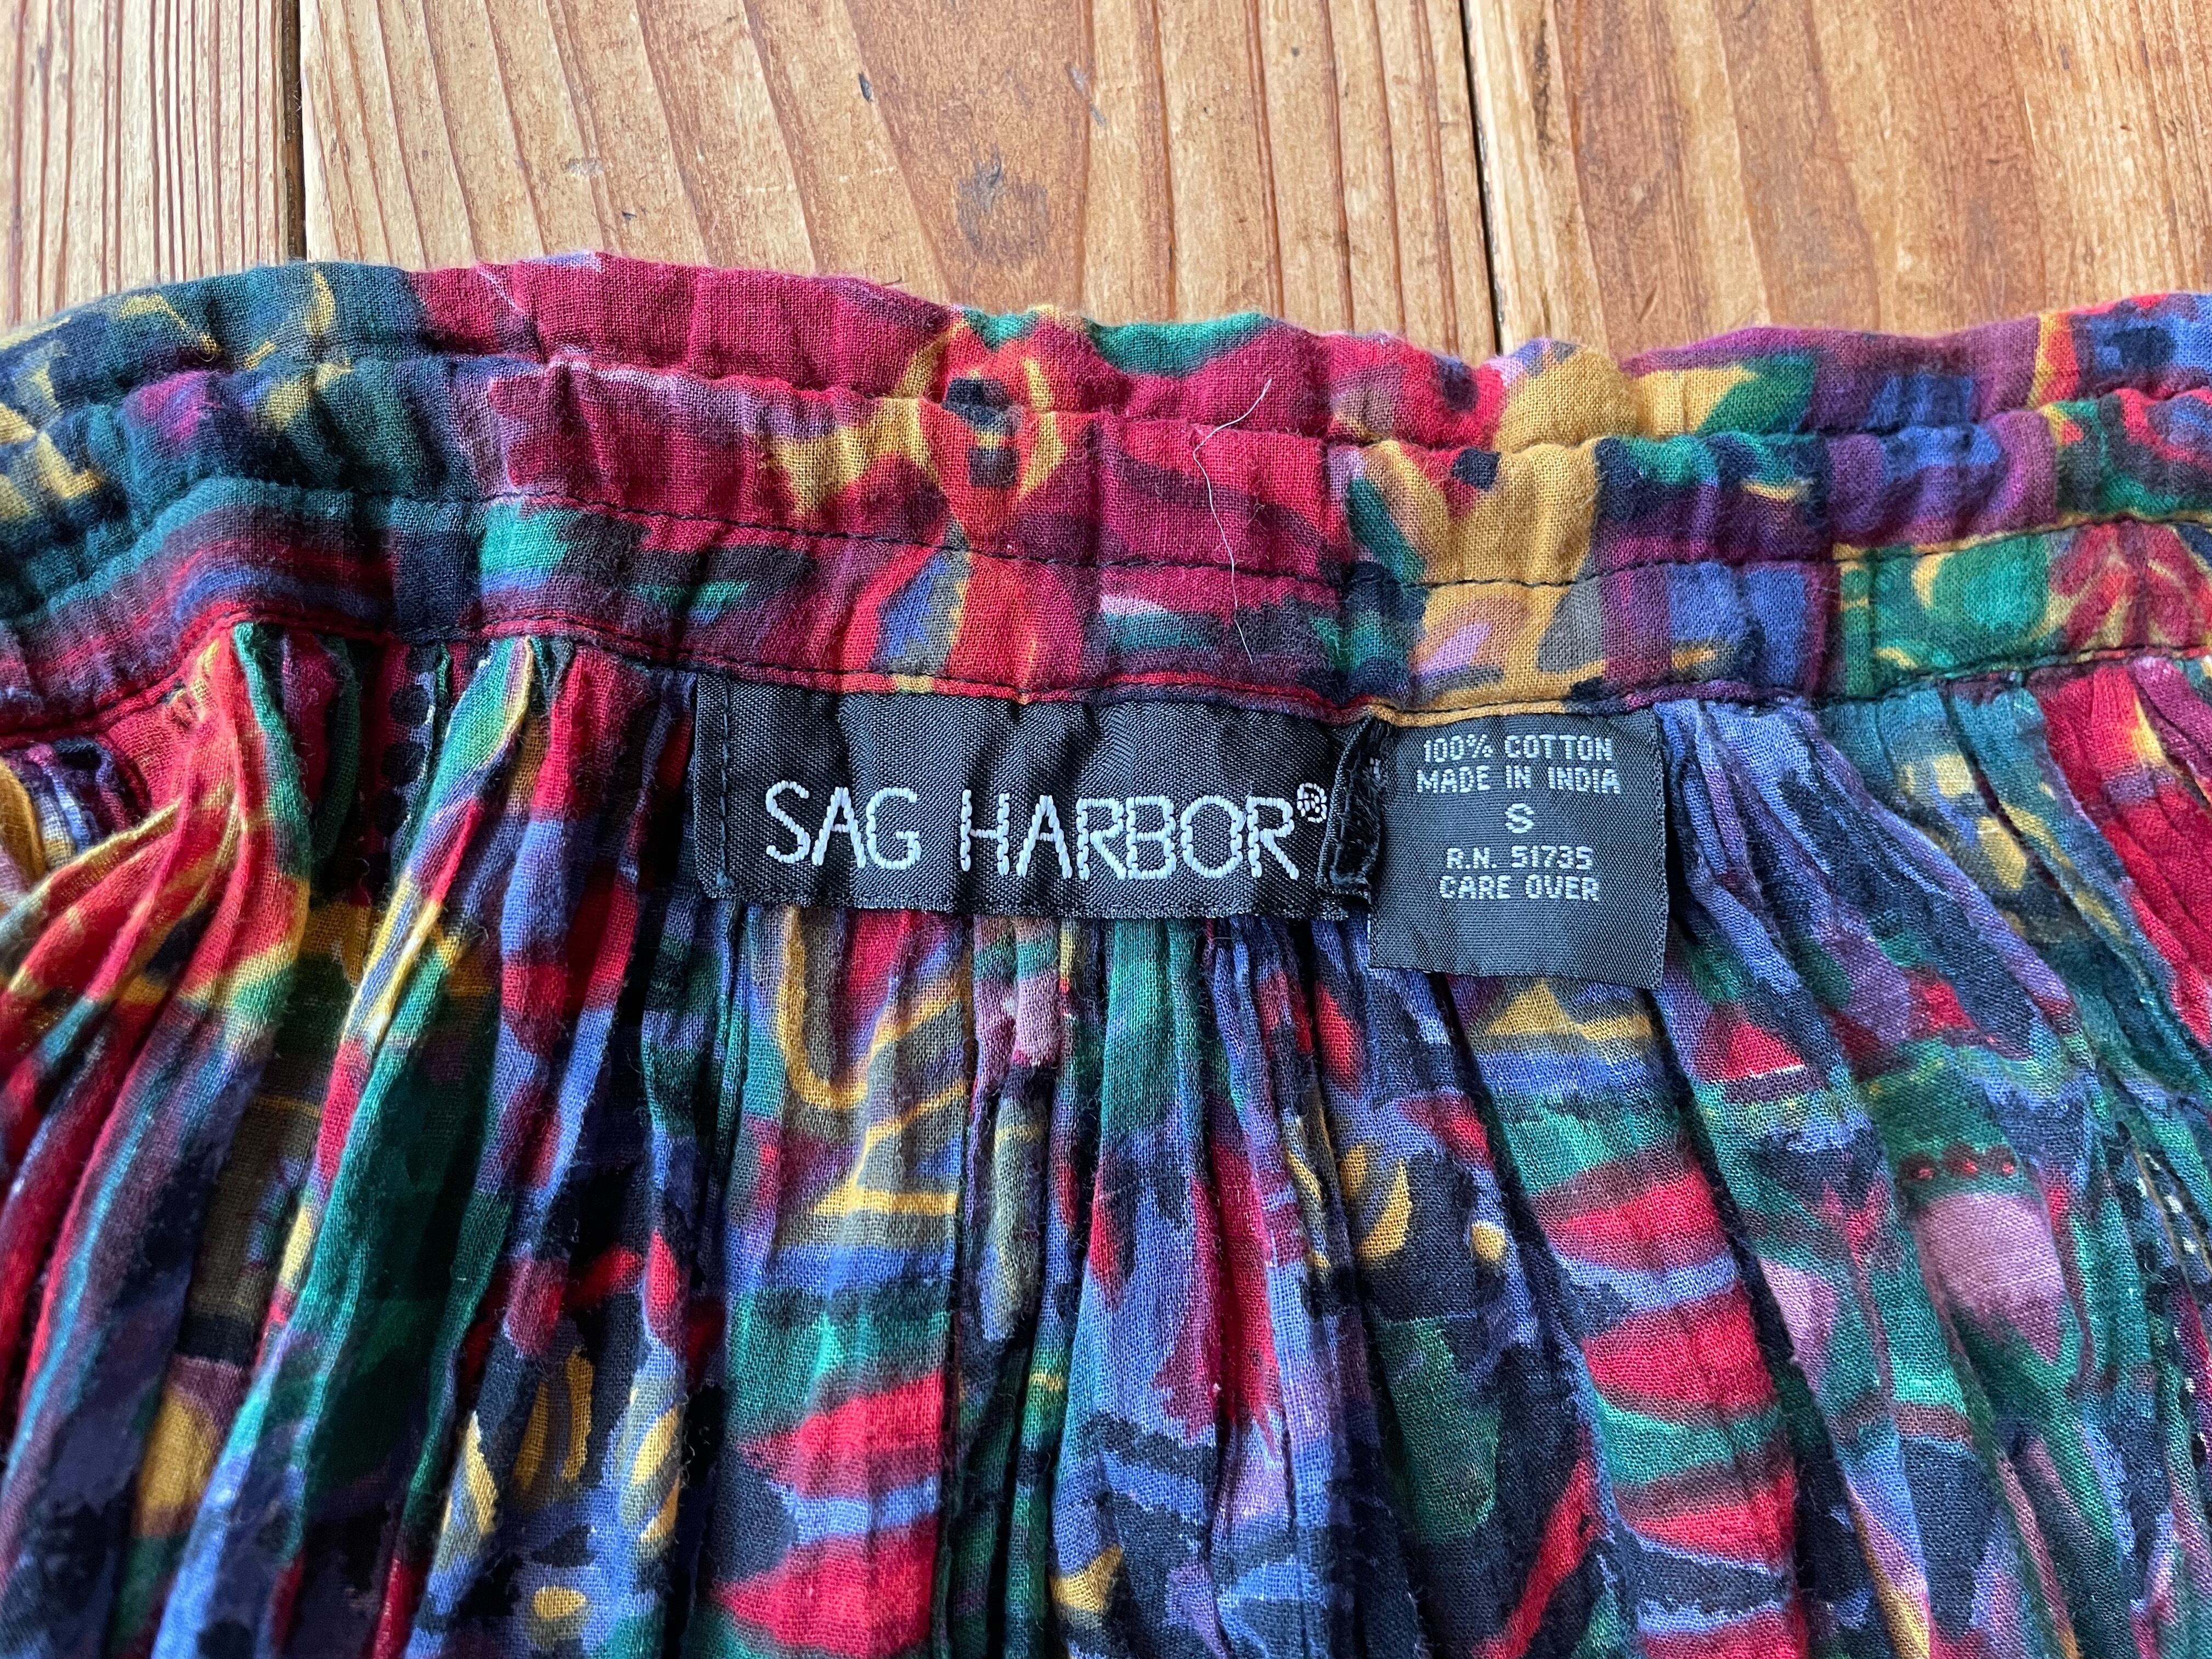 SAG HARBOR®
100% COTTON
MADE IN INDIA
S
R.N. 51735
CARE OVER